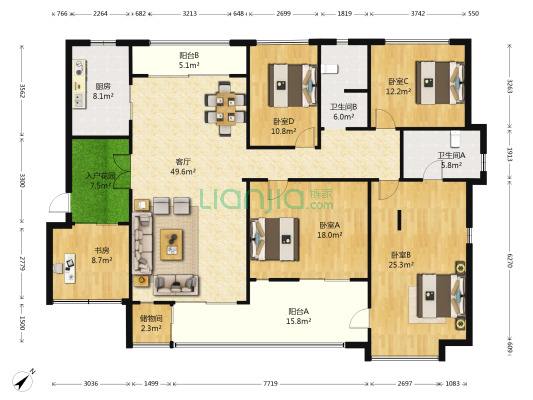 766 2264 682 3213 648 2699 1819 3742 550
阳台B
5.1m²
厨房
8.1m²
卧室C
12.2m²
卫生间B
6.0m²
卧室D
10.8m²
3562
3263
客厅
49.6m²
卫生间A
5.8m²
1913
入户花园
7.5m²
3300
Lianjia.链家
卧室A
18.0m²
书房
8.7m²
卧室B
25.3m²
2779
6270
储物间
2.3m²
阳台A
15.8m²
1500
609
N
3036 1499 7719 2697 1083